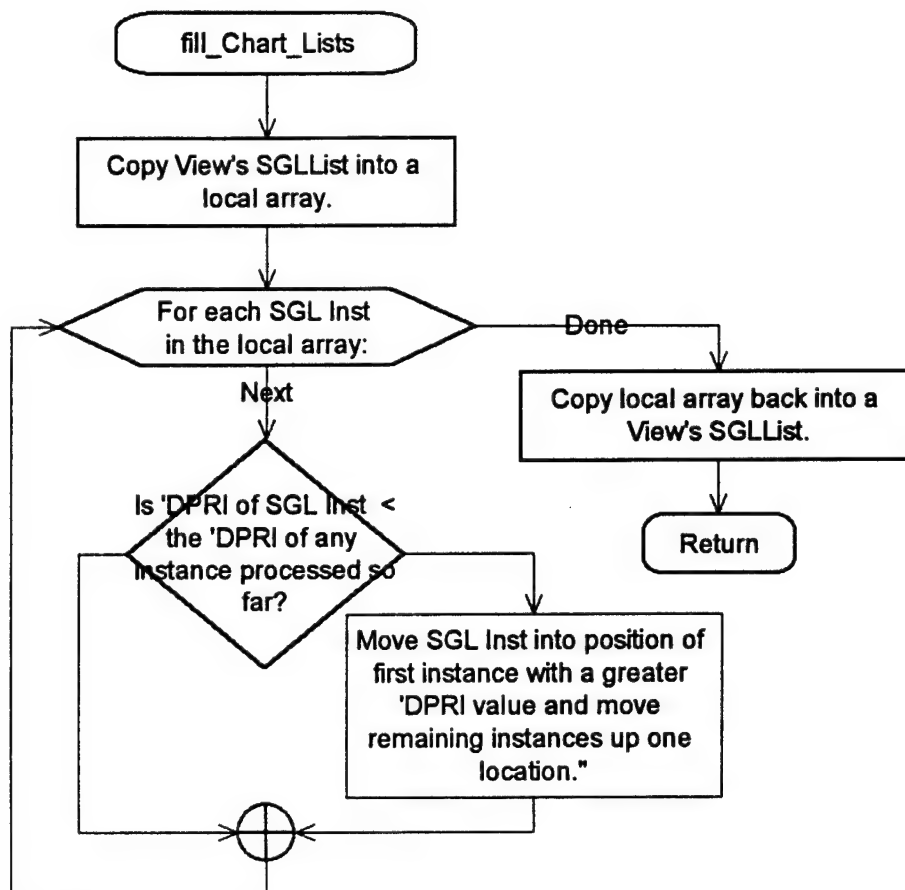 fill_Chart_Lists
Copy View's SGLList into a
local array.
For each SGL Inst
in the local array:
Done
Next
Copy local array back into a
View's SGLList.
Return
Is 'DPRI of SGL Inst <
the 'DPRI of any
instance processed so
far?
Move SGL Inst into position of
first instance with a greater
'DPRI value and move
remaining instances up one
location."